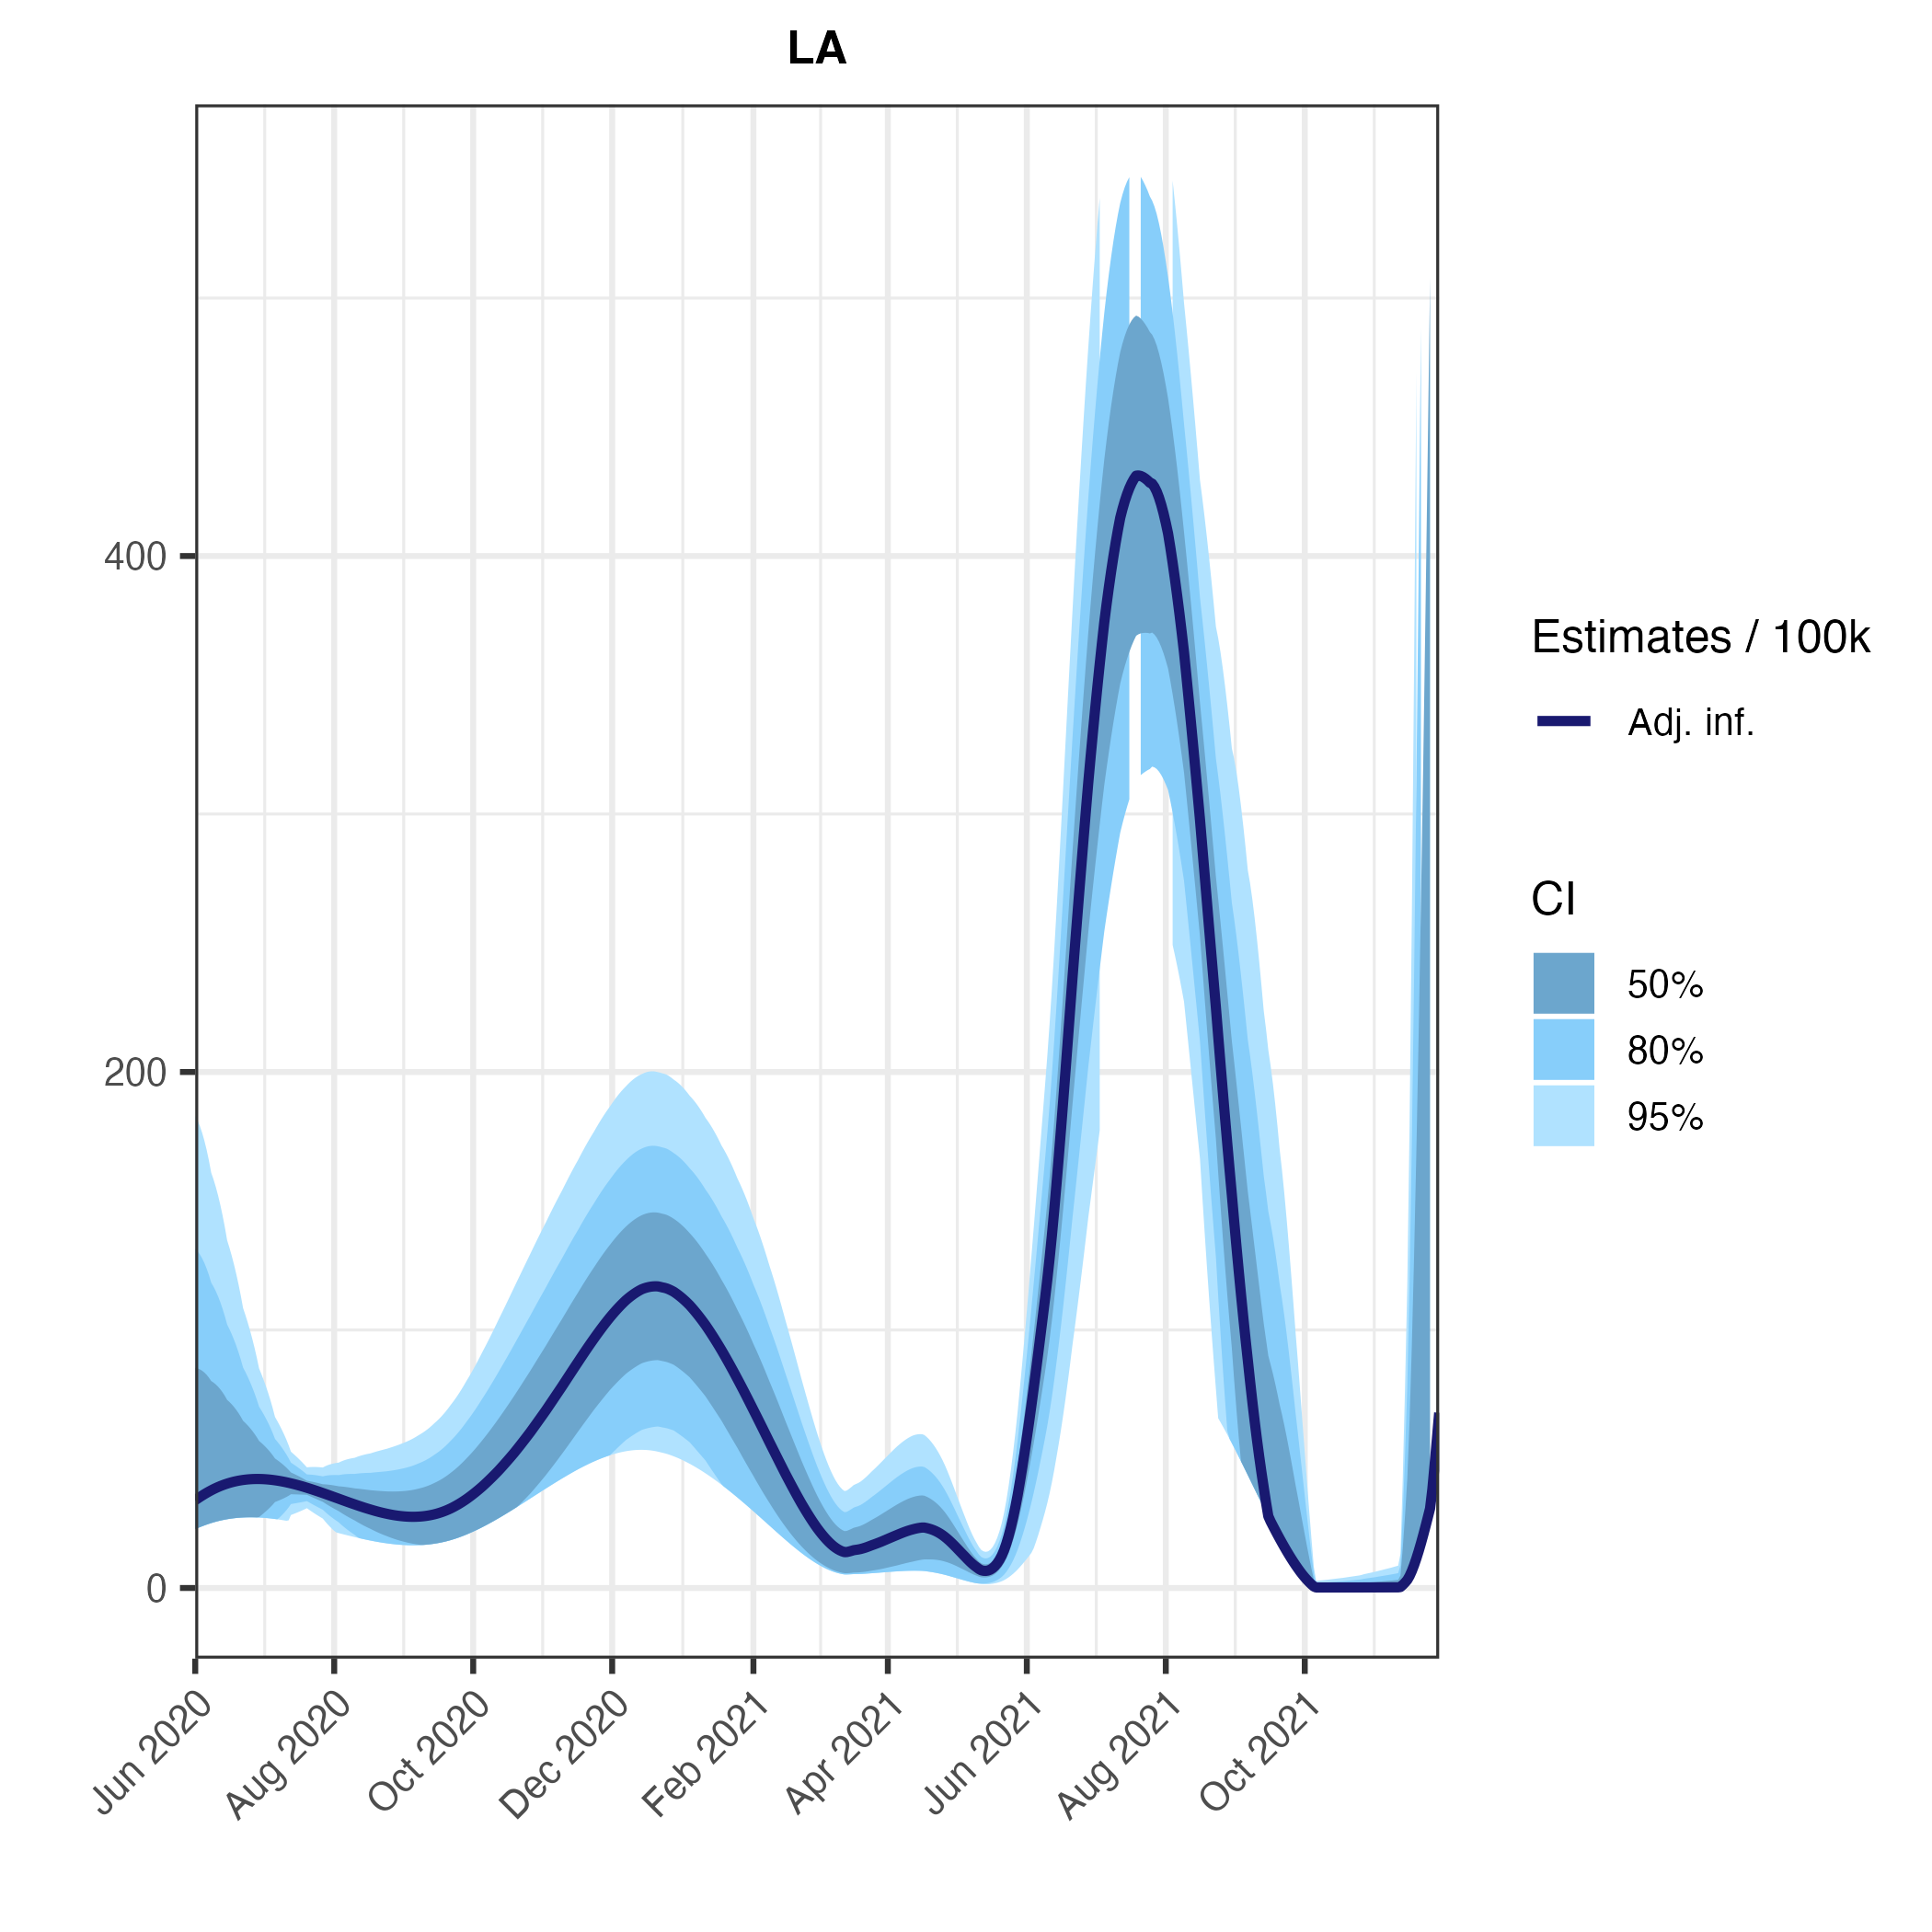 LA
400
200
0
Jun 2020
Aug 2020
Oct 2020
Dec 2020
Feb 2021
Apr 2021
Jun 2021
Aug 2021
Oct 2021
Estimates / 100k
Adj. inf.
CI
50%
80%
95%